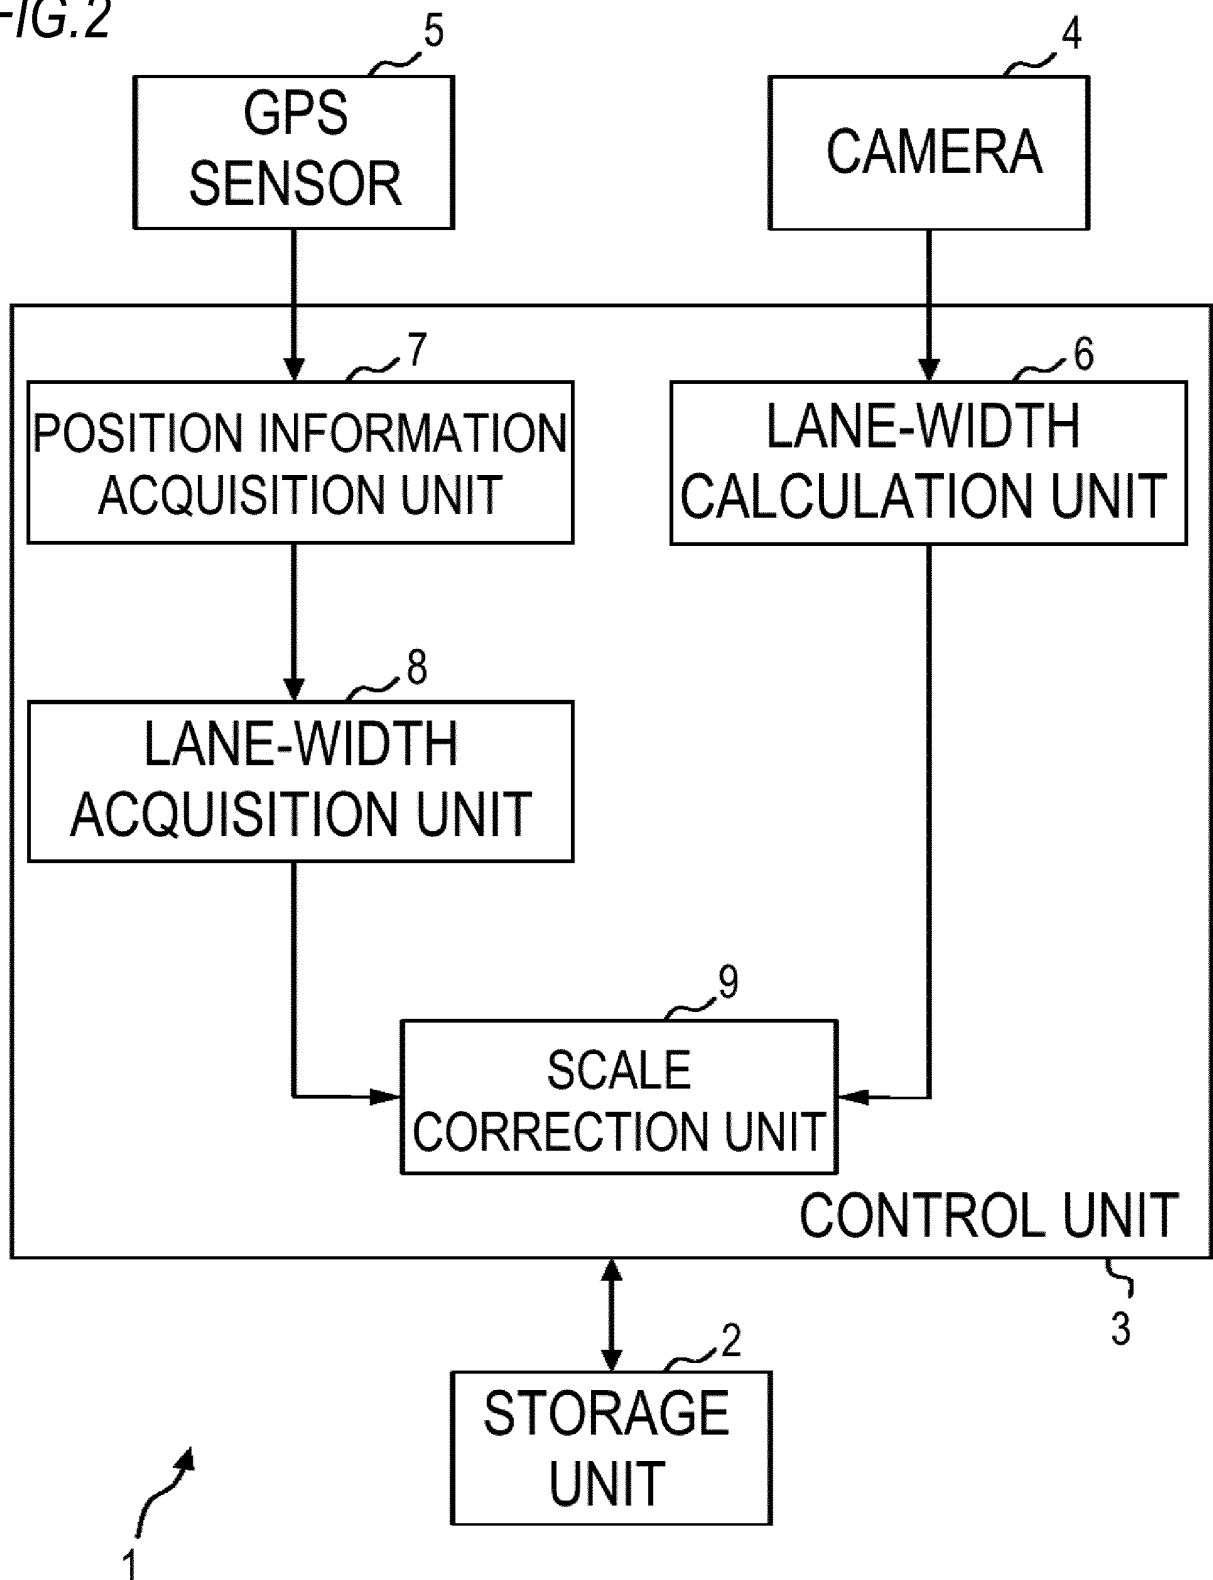 FIG.2
5
GPS
SENSOR
4
CAMERA
7
POSITION INFORMATION
ACQUISITION UNIT
6
LANE-WIDTH
CALCULATION UNIT
8
LANE-WIDTH
ACQUISITION UNIT
9
SCALE
CORRECTION UNIT
CONTROL UNIT
3
2
STORAGE
UNIT
1